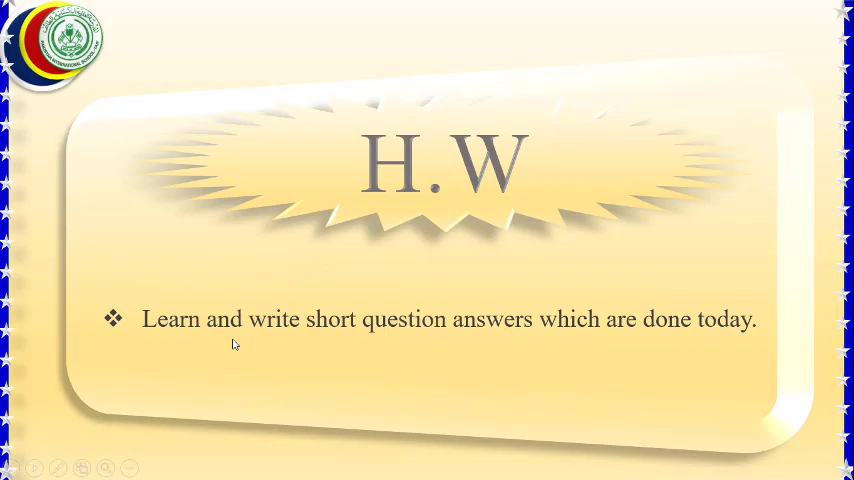 H.W
❖ Learn and write short question answers which are done today.